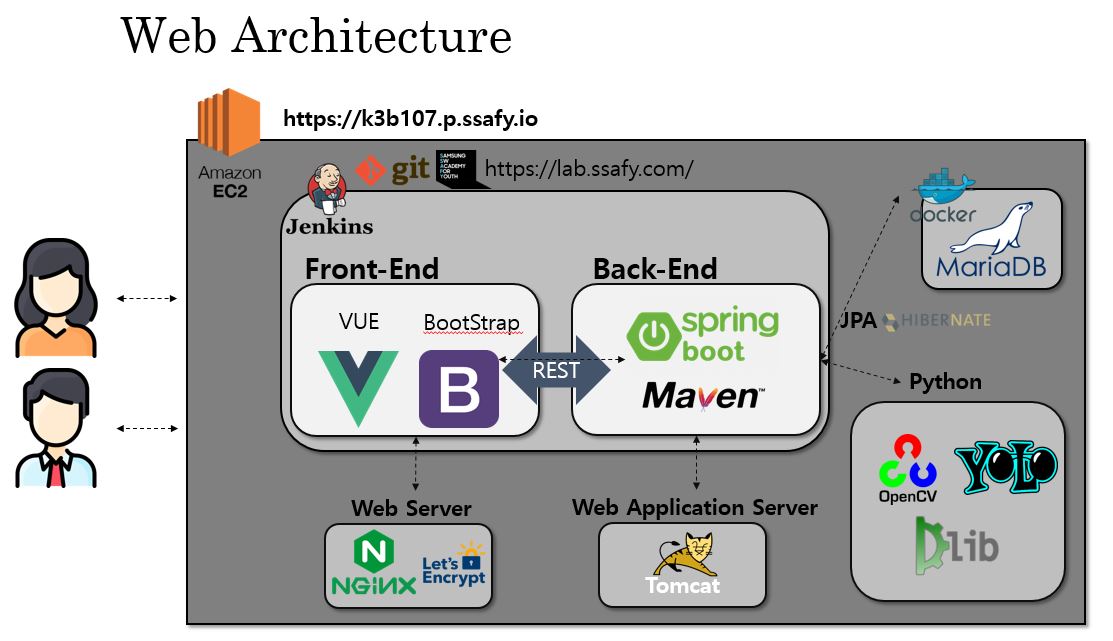 Web Architecture
https://k3b107.p.ssafy.io
Amazon
EC2
git
SAMSUNG
SW
ACADEMY
FOR
YOUTH
https://lab.ssafy.com/
Jenkins
docker
MariaDB
Front-End
Back-End
VUE
BootStrap
B
REST
spring
boot
Maven™
JPA
HIBERNATE
Python
OpenCV
YOLO
Dlib
Web Server
Web Application Server
N
NGINX
Let's
Encrypt
Tomcat